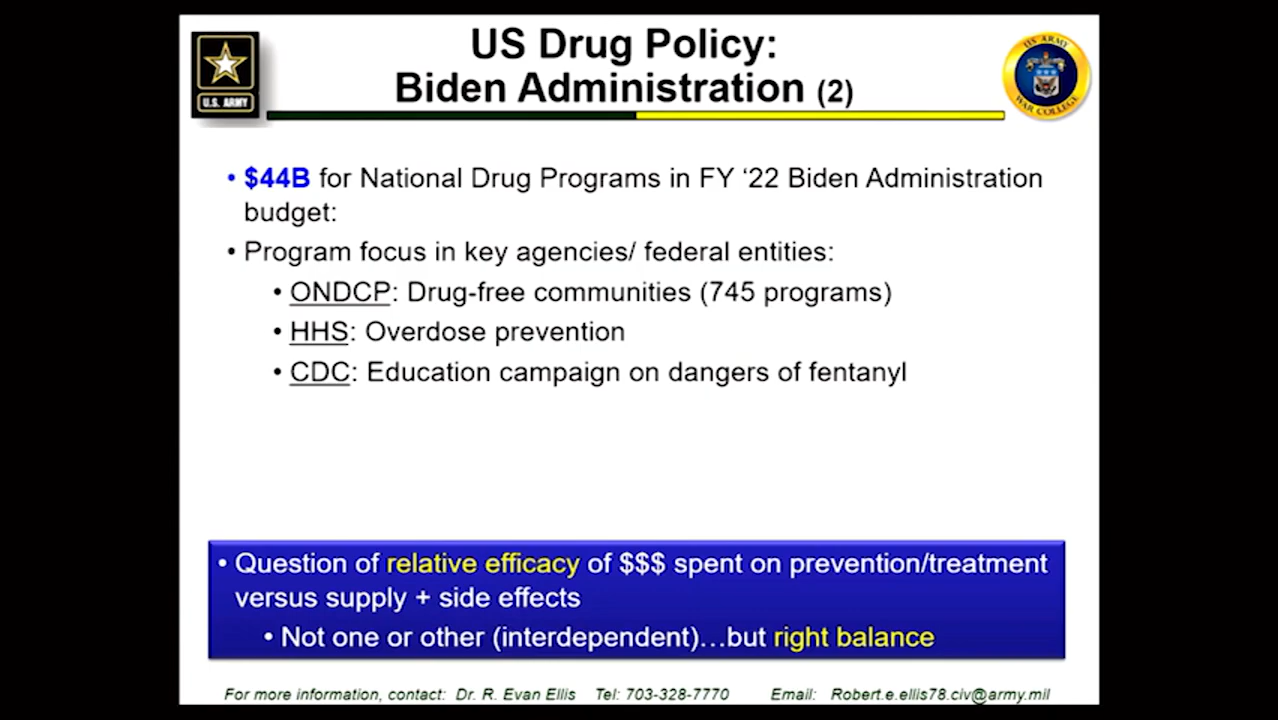 US Drug Policy:
Biden Administration (2)
U.S. ARMY
US ARMY
WAR COLLEGE
• $44B for National Drug Programs in FY ‘22 Biden Administration
budget:
• Program focus in key agencies/ federal entities:
• ONDCP: Drug-free communities (745 programs)
• HHS: Overdose prevention
• CDC: Education campaign on dangers of fentanyl
• Question of relative efficacy of $$$ spent on prevention/treatment
versus supply + side effects
• Not one or other (interdependent)…but right balance
For more information, contact: Dr. R. Evan Ellis Tel: 703-328-7770 Email: Robert.e.ellis78.civ@army.mil